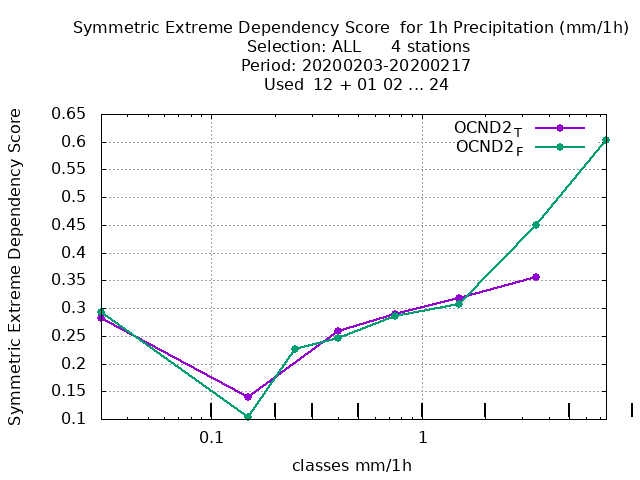 Symmetric Extreme Dependency Score  for 1h Precipitation (mm/1h)
Selection: ALL      4 stations
Period: 20200203-20200217
Used  12 + 01 02 ... 24
Symmetric Extreme Dependency Score
0.65
0.6
0.55
0.5
0.45
0.4
0.35
0.3
0.25
0.2
0.15
0.1
OCND2T
OCND2F
0.1
1
classes mm/1h